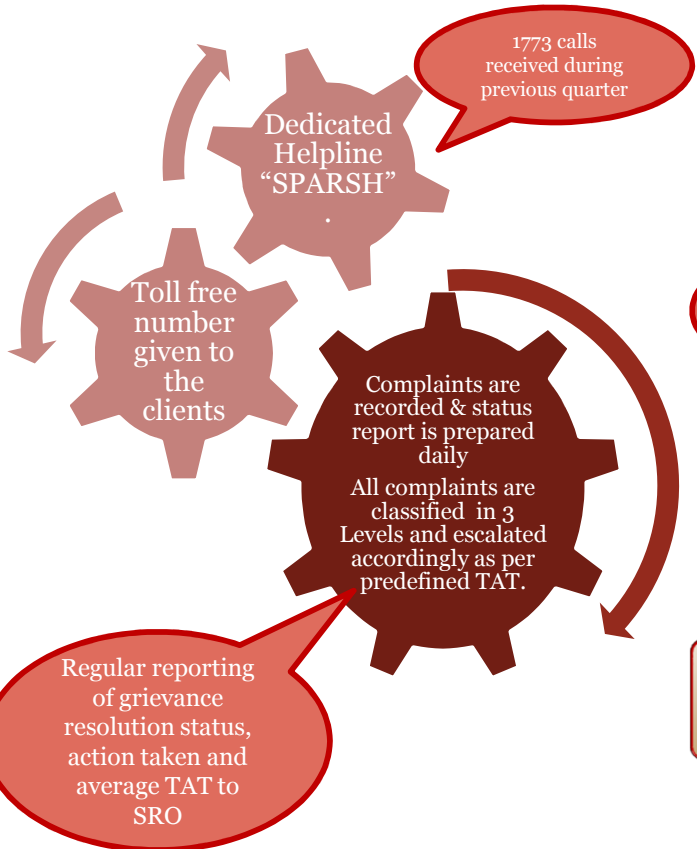 1773 calls
received during
previous quarter
Dedicated
Helpline
“SPARSH”
.
Toll free
number
given to
the
clients
Complaints are
recorded & status
report is prepared
daily
All complaints are
classified  in 3
Levels and escalated
accordingly as per
predefined TAT.
Regular reporting
of grievance
resolution status,
action taken and
average TAT to
SRO